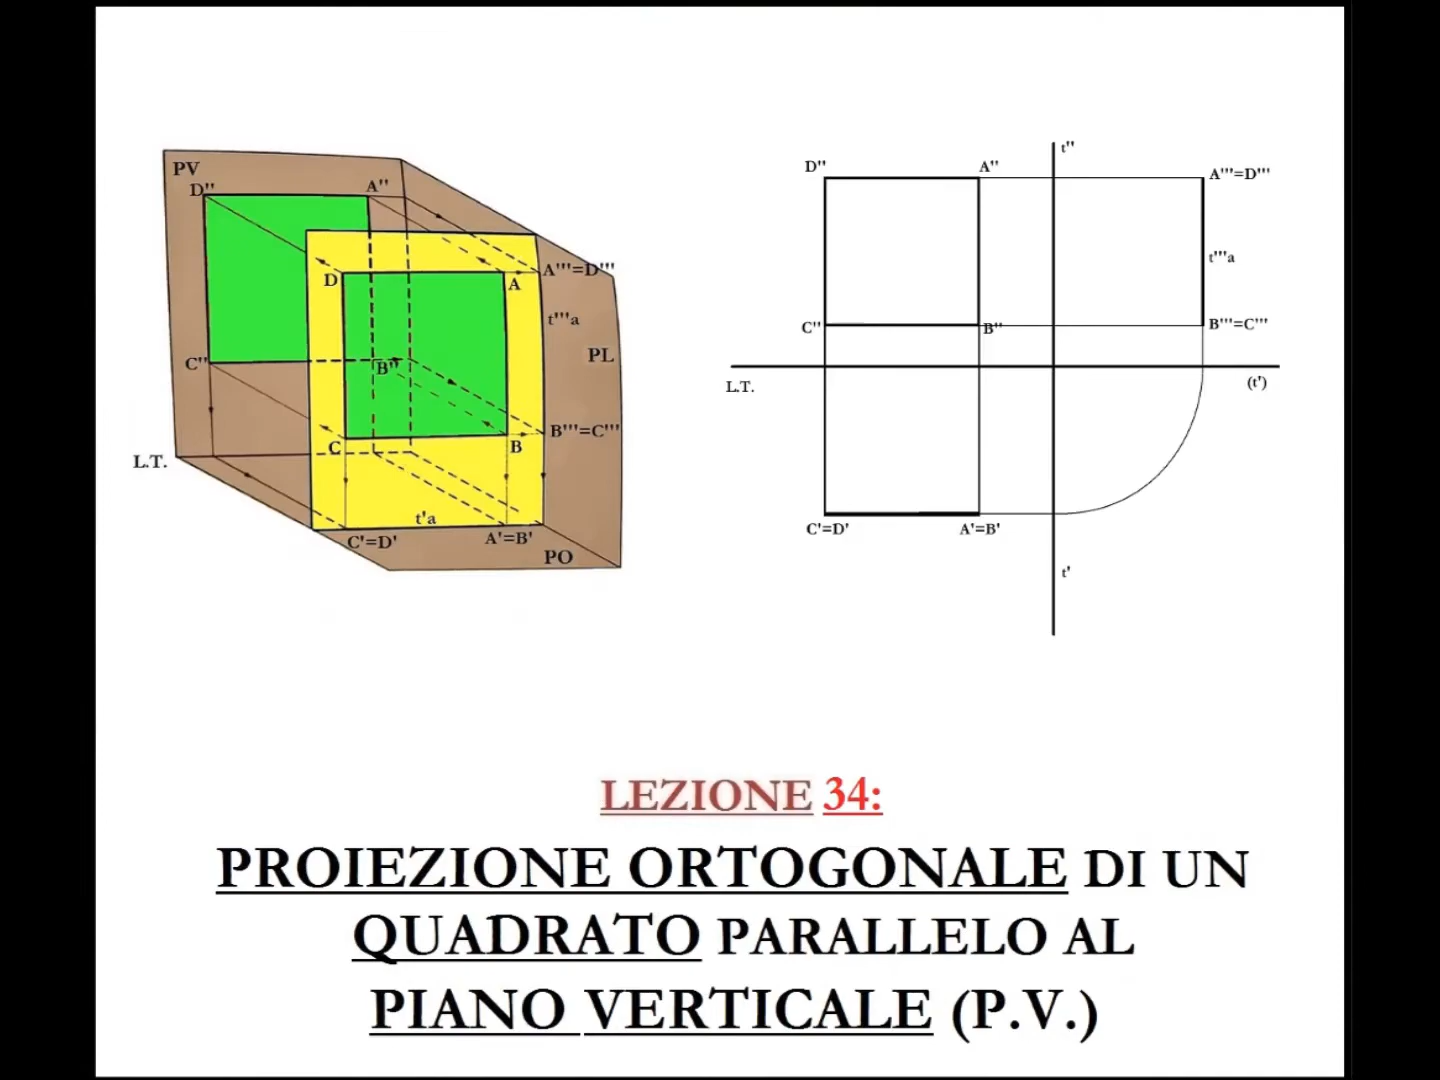 PV
D"
A"
D
A
A'''=D'''
t'''a
PL
C"
B"
B'''=C'''
C
B
L.T.
t'a
C'=D'
A'=B'
PO
t"
D"
A"
A'''=D'''
t'''a
C"
B"
B'''=C'''
L.T.
(t')
C'=D'
A'=B'
t'
LEZIONE 34:
PROIEZIONE ORTOGONALE DI UN
QUADRATO PARALLELO AL
PIANO VERTICALE (P.V.)